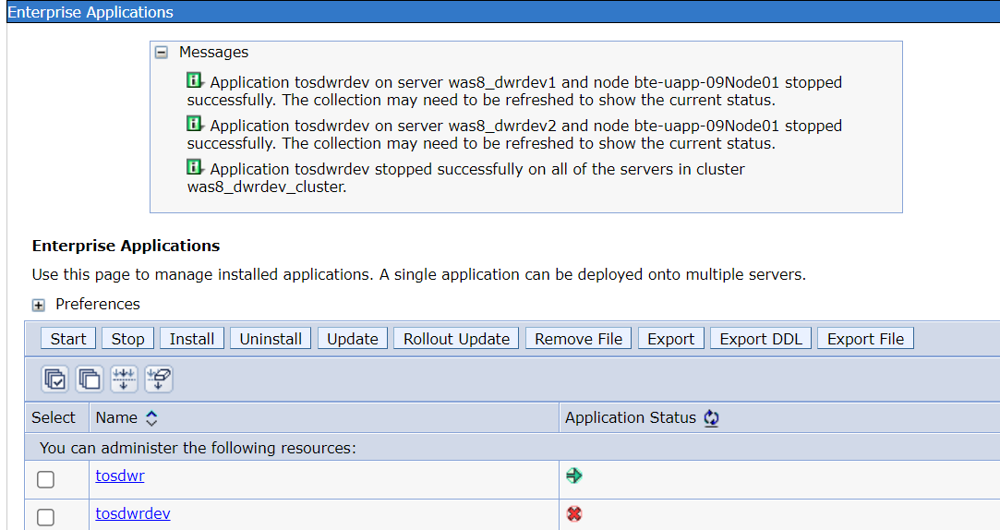 Enterprise Applications
Messages
Application tosdwrdev on server was8_dwrdev1 and node bte-uapp-09Node01 stopped
successfully. The collection may need to be refreshed to show the current status.
Application tosdwrdev on server was8_dwrdev2 and node bte-uapp-09Node01 stopped
successfully. The collection may need to be refreshed to show the current status.
Application tosdwrdev stopped successfully on all of the servers in cluster
was8_dwrdev_cluster.
Enterprise Applications
Use this page to manage installed applications. A single application can be deployed onto multiple servers.
Preferences
Start Stop Install Uninstall Update Rollout Update Remove File Export Export DDL Export File
Select Name Application Status
You can administer the following resources:
tosdwr
tosdwrdev